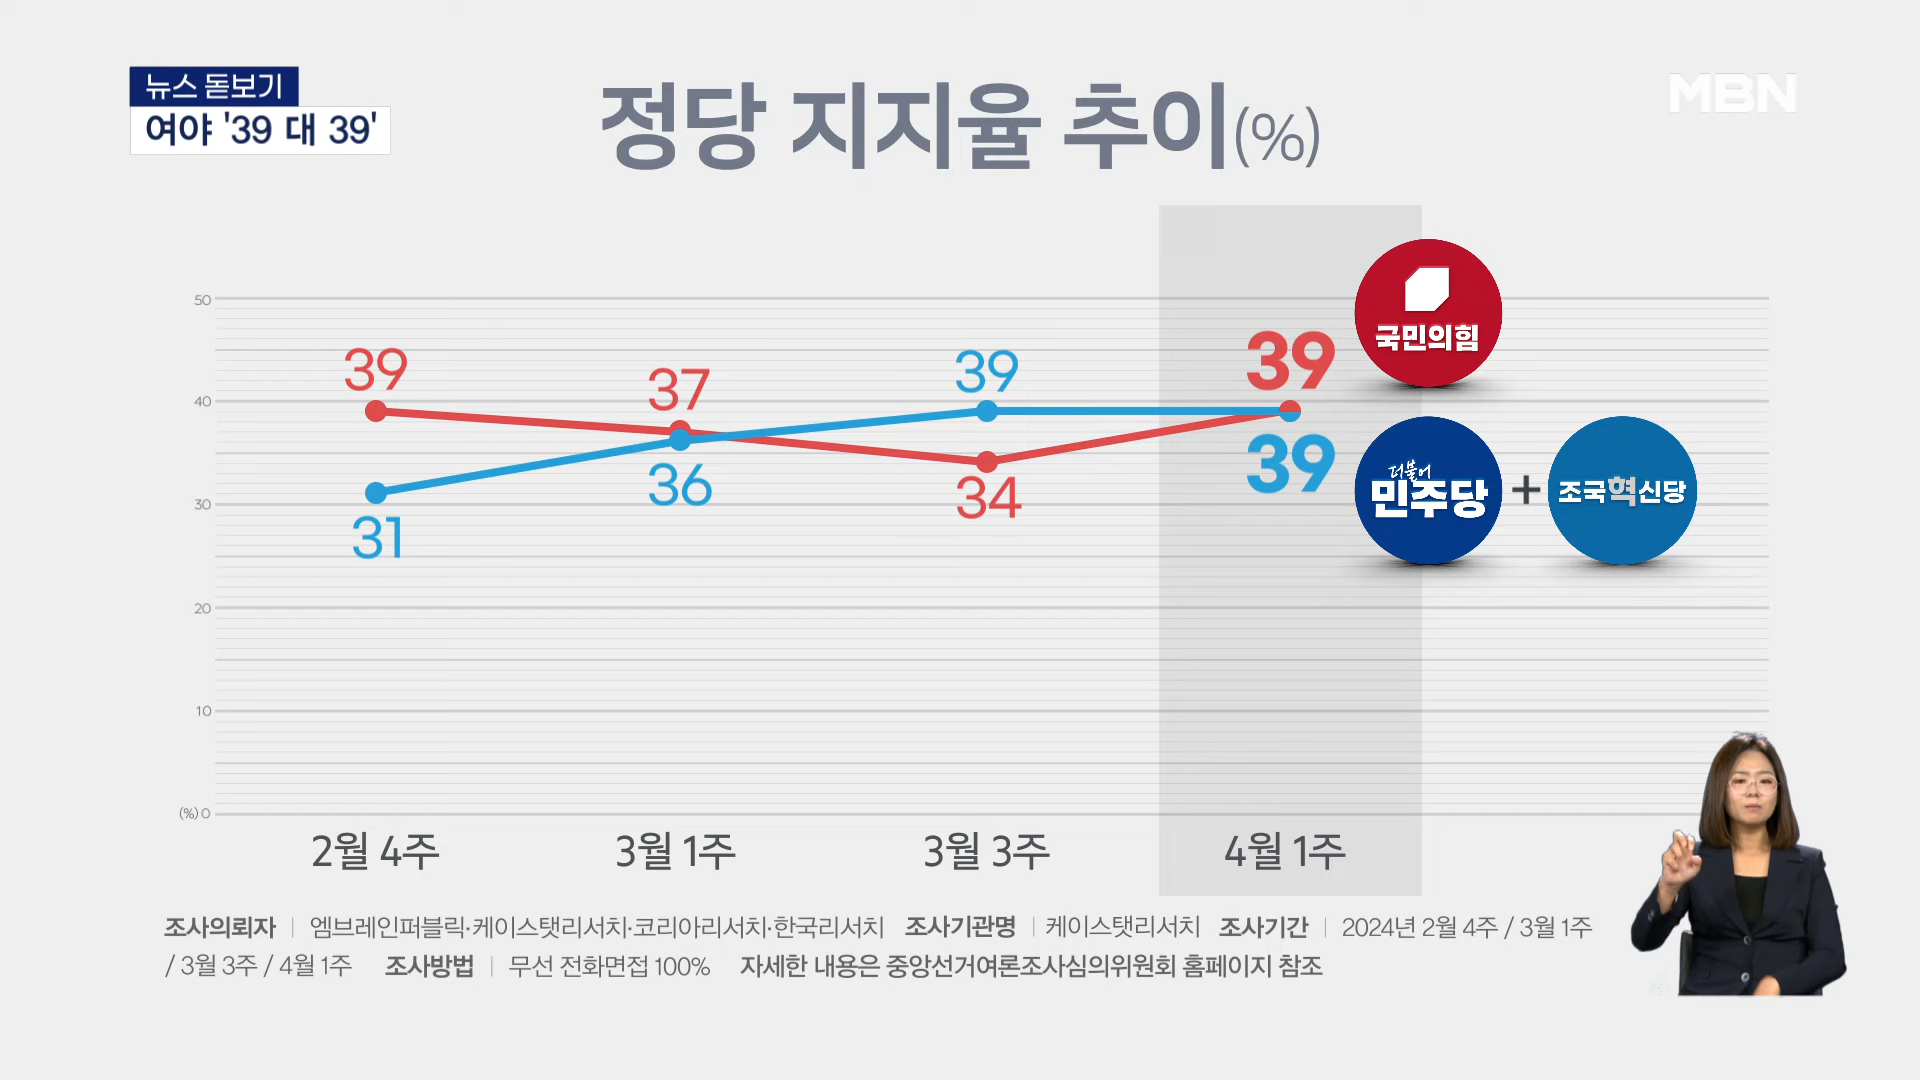 뉴스 돋보기
여야 '39 대 39'
정당 지지율 추이(%)
MBN
50
40
30
20
10
(%) 0
39
37
39
39
31
36
34
39
국민의힘
더불어
민주당
+
조국혁신당
2월 4주
3월 1주
3월 3주
4월 1주
조사의뢰자 | 엠브레인퍼블릭·케이스탯리서치·코리아리서치·한국리서치 조사기관명 | 케이스탯리서치 조사기간 | 2024년 2월 4주 / 3월 1주
/ 3월 3주 / 4월 1주 조사방법 | 무선 전화면접 100% 자세한 내용은 중앙선거여론조사심의위원회 홈페이지 참조